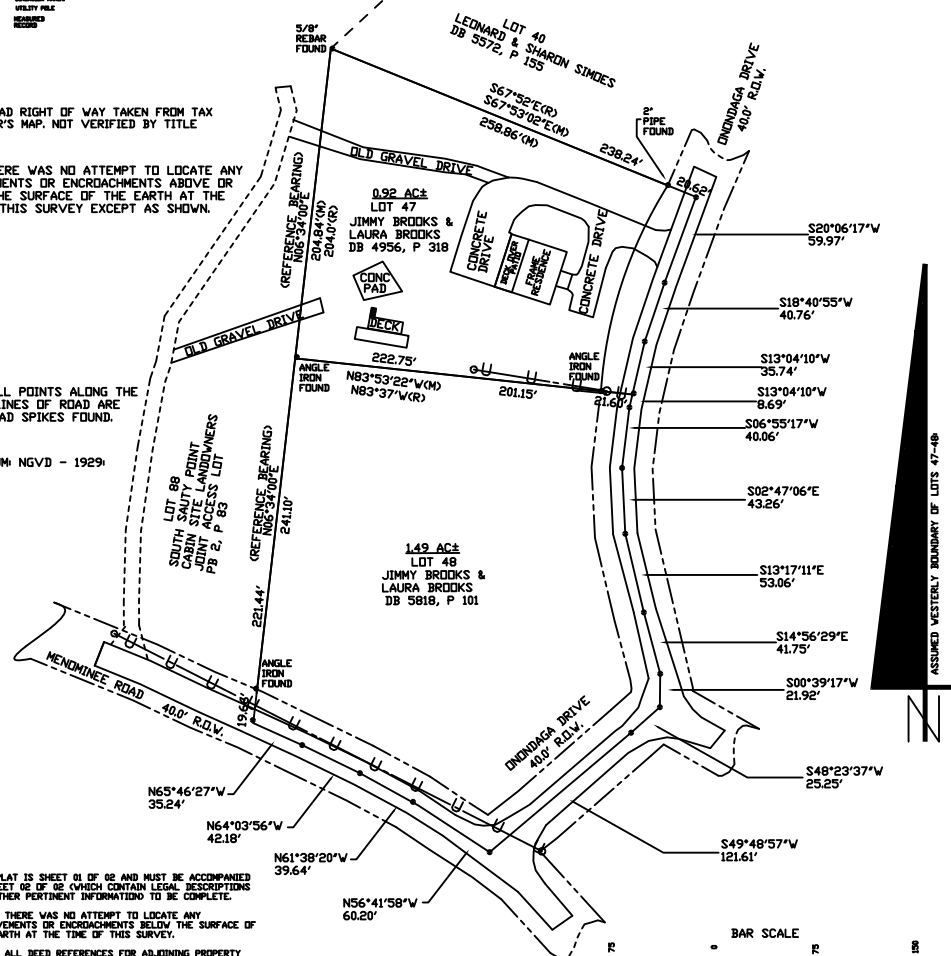 UTILITY POLE
MEASURED
RECORD
5/8"
REBAR
FOUND
LOT 40
LEONARD & SHARON SIMOES
DB 5572, P 155
ONONDAGA DRIVE
40.0' R.O.W.
S67°52'E(R)
S67°53'02"E(M)
258.86'(M)
238.24'
2"
PIPE
FOUND
20.62'
AD RIGHT OF WAY TAKEN FROM TAX
R'S MAP. NOT VERIFIED BY TITLE
ERE WAS NO ATTEMPT TO LOCATE ANY
MENTS OR ENCROACHMENTS ABOVE OR
HE SURFACE OF THE EARTH AT THE
THIS SURVEY EXCEPT AS SHOWN.
OLD GRAVEL DRIVE
(REFERENCE BEARING)
N06°34'00"E
204.84'(M)
204.0'(R)
0.92 AC±
LOT 47
JIMMY BROOKS &
LAURA BROOKS
DB 4956, P 318
CONCRETE
DRIVE
DECK OVER
PATIO
FRAME
RESIDENCE
CONCRETE DRIVE
CONC
PAD
DECK
OLD GRAVEL DRIVE
S20°06'17"W
59.97'
S18°40'55"W
40.76'
S13°04'10"W
35.74'
S13°04'10"W
8.69'
S06°55'17"W
40.06'
S02°47'06"E
43.26'
S13°17'11"E
53.06'
S14°56'29"E
41.75'
S00°39'17"W
21.92'
S48°23'37"W
25.25'
S49°48'57"W
121.61'
222.75'
ANGLE
IRON
FOUND
N83°53'22"W(M)
N83°37'W(R)
201.15'
ANGLE
IRON
FOUND
21.60'
LL POINTS ALONG THE
LINES OF ROAD ARE
AD SPIKES FOUND.
UM: NGVD - 1929:
LOT 88
SOUTH SAUTY POINT
CABIN SITE LANDOWNERS
JOINT ACCESS LOT
PB 2, P 83
(REFERENCE BEARING)
N06°34'00"E
241.10'
221.44'
1.49 AC±
LOT 48
JIMMY BROOKS &
LAURA BROOKS
DB 5818, P 101
ASSUMED WESTERLY BOUNDARY OF LOTS 47-48:
N
ANGLE
IRON
FOUND
19.66'
MENOMINEE ROAD
40.0' R.O.W.
ONONDAGA DRIVE
40.0' R.O.W.
N65°46'27"W
35.24'
N64°03'56"W
42.18'
N61°38'20"W
39.64'
N56°41'58"W
60.20'
PLAT IS SHEET 01 OF 02 AND MUST BE ACCOMPANIED
EET 02 OF 02 (WHICH CONTAIN LEGAL DESCRIPTIONS
THER PERTINENT INFORMATION) TO BE COMPLETE.
THERE WAS NO ATTEMPT TO LOCATE ANY
VEMENTS OR ENCROACHMENTS BELOW THE SURFACE OF
EARTH AT THE TIME OF THIS SURVEY.
ALL DEED REFERENCES FOR ADJOINING PROPERTY
BAR SCALE
75
0
75
150